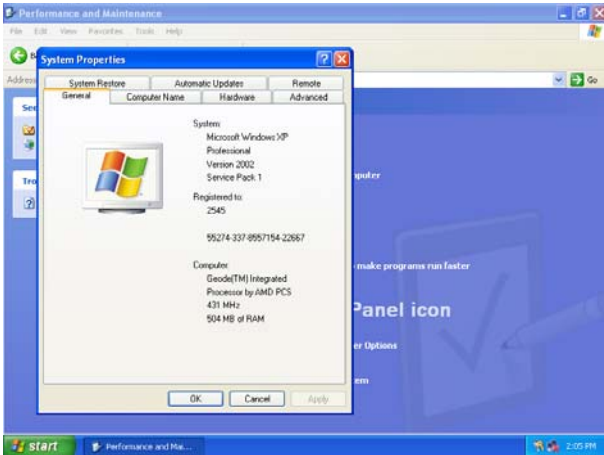 Performance and Maintenance
File Edit View Favorites Tools Help
Address
Go
System Properties
System Restore Automatic Updates Remote
General Computer Name Hardware Advanced
System:
Microsoft Windows XP
Professional
Version 2002
Service Pack 1
Registered to:
2545
55274-337-8557154-22667
Computer:
Geode(TM) Integrated
Processor by AMD PCS
431 MHz
504 MB of RAM
OK Cancel Apply
See
Tro
mputer
make programs run faster
Panel icon
er Options
em
start
Performance and Mai...
2:05 PM